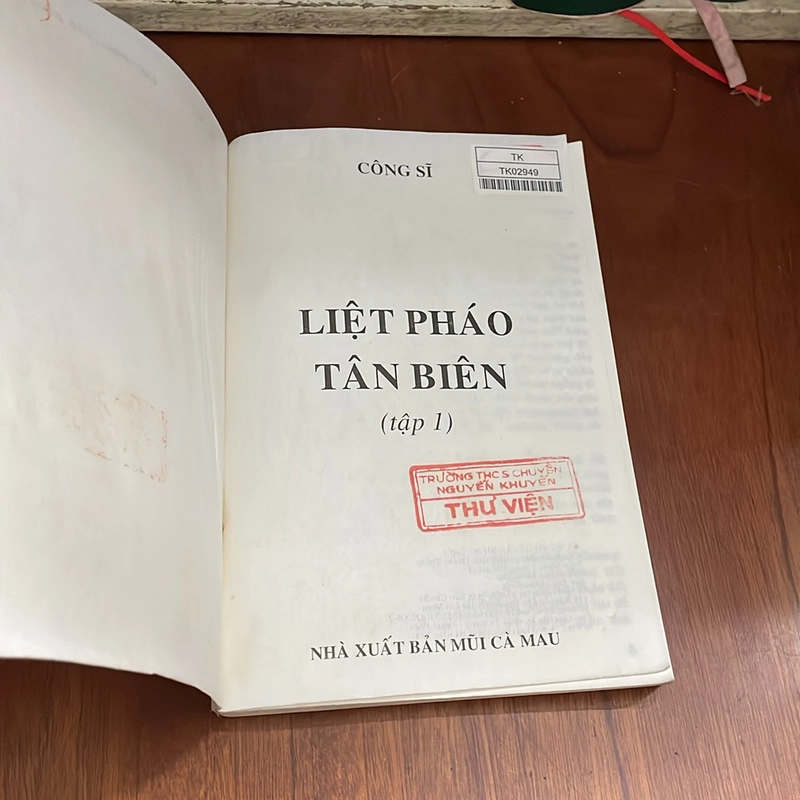 CÔNG SĨ
TK
TK02949
LIỆT PHÁO
TÂN BIÊN
(tập 1)
TRƯỜNG THCS CHUYÊN
NGUYỄN KHUYẾN
THƯ VIỆN
NHÀ XUẤT BẢN MŨI CÀ MAU